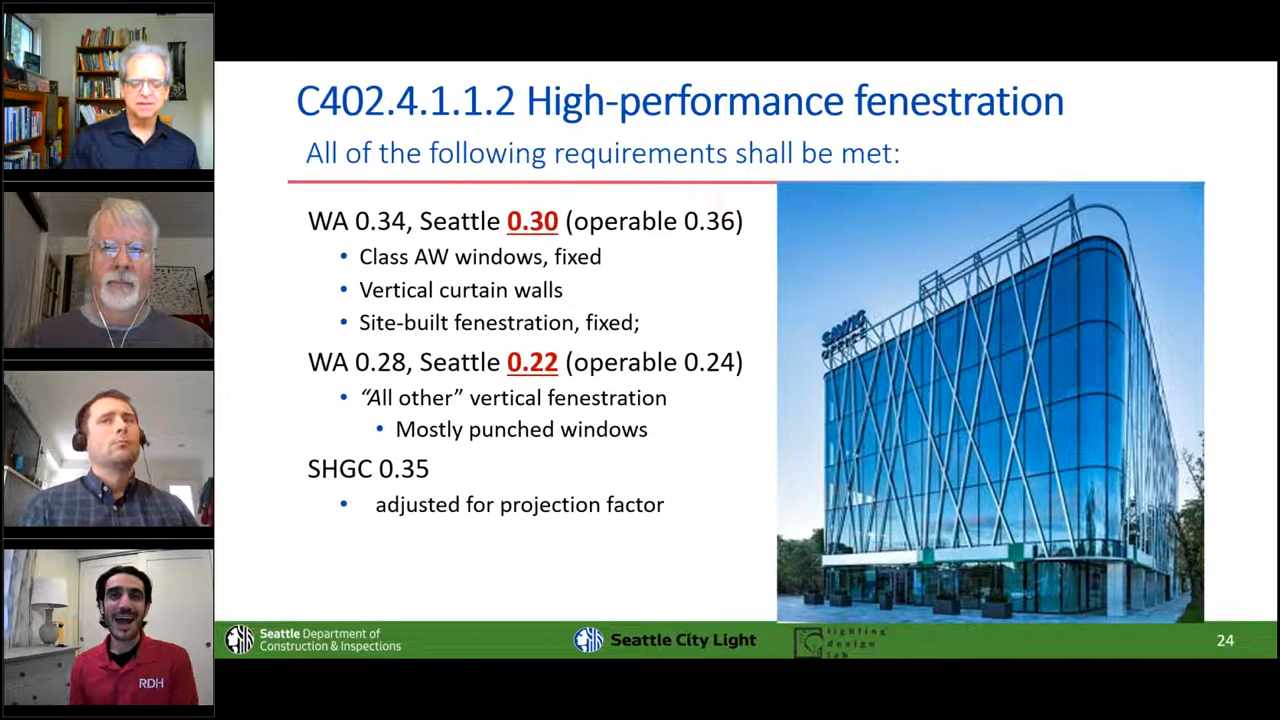 C402.4.1.1.2 High-performance fenestration
All of the following requirements shall be met:
WA 0.34, Seattle 0.30 (operable 0.36)
• Class AW windows, fixed
• Vertical curtain walls
• Site-built fenestration, fixed;
WA 0.28, Seattle 0.22 (operable 0.24)
• “All other” vertical fenestration
• Mostly punched windows
SHGC 0.35
• adjusted for projection factor
RDH
Seattle Department of
Construction & Inspections
Seattle City Light
lighting
design
lab
24